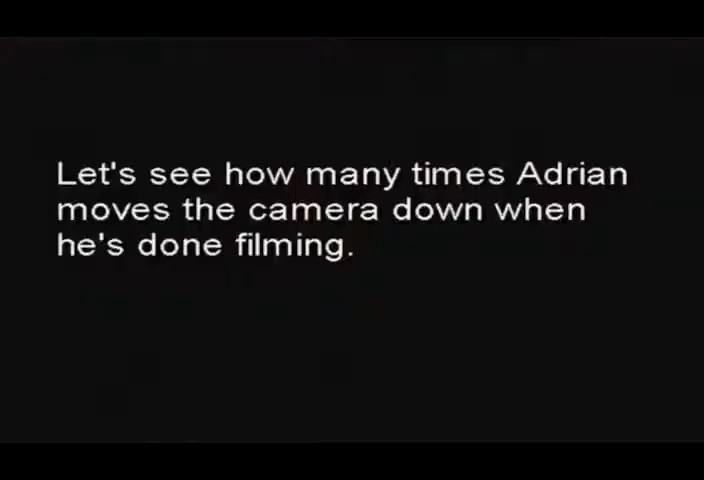 Let's see how many times Adrian
moves the camera down when
he's done filming.